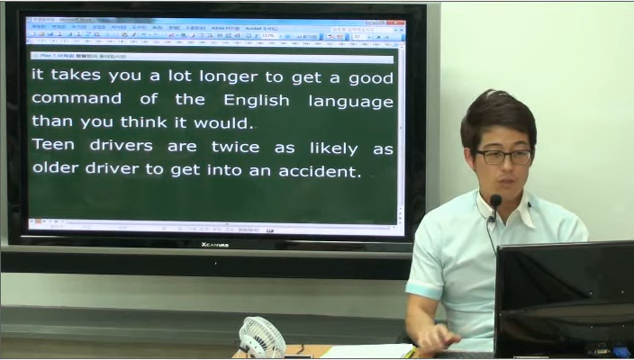 it takes you a lot longer to get a good
command of the English language
than you think it would.
Teen drivers are twice as likely as
older driver to get into an accident.
XCANVAS